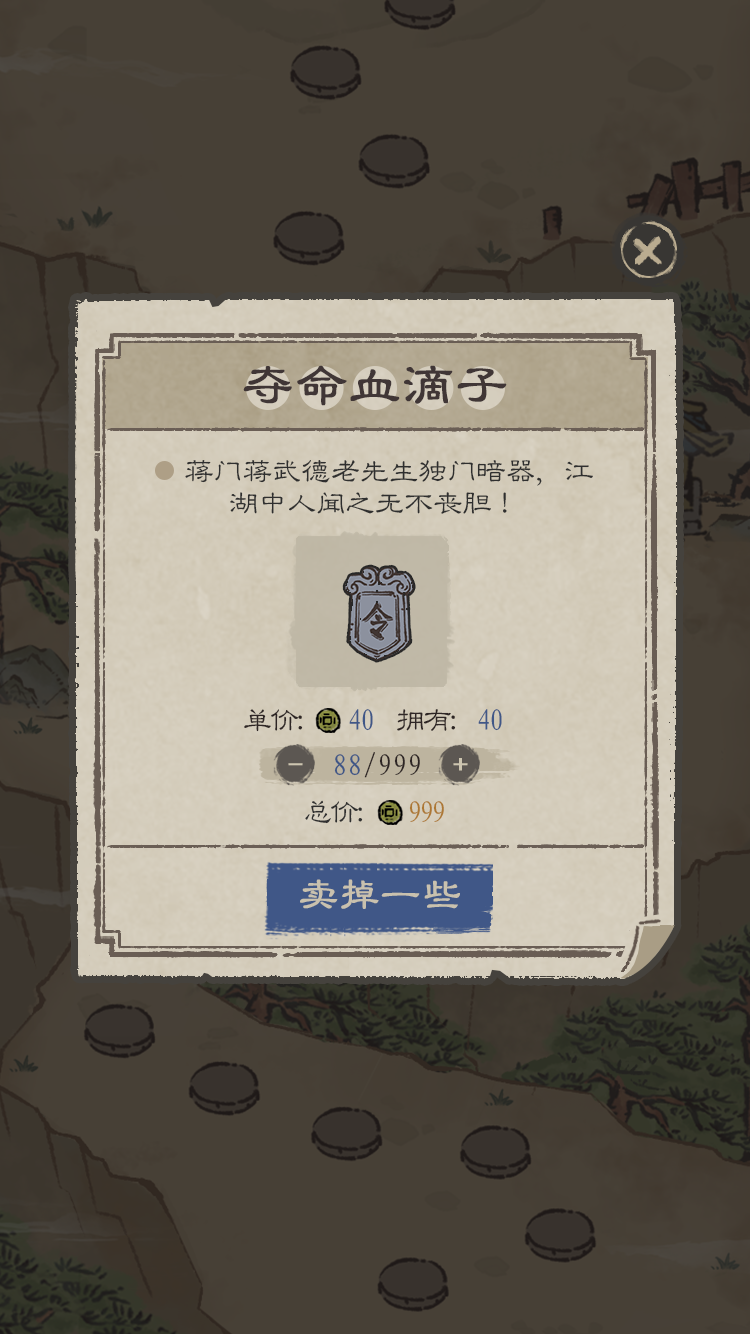 夺命血滴子
蒋门蒋武德老先生独门暗器，江
湖中人闻之无不丧胆！
令
单价: 40 拥有: 40
− 88/999 +
总价: 999
卖掉一些